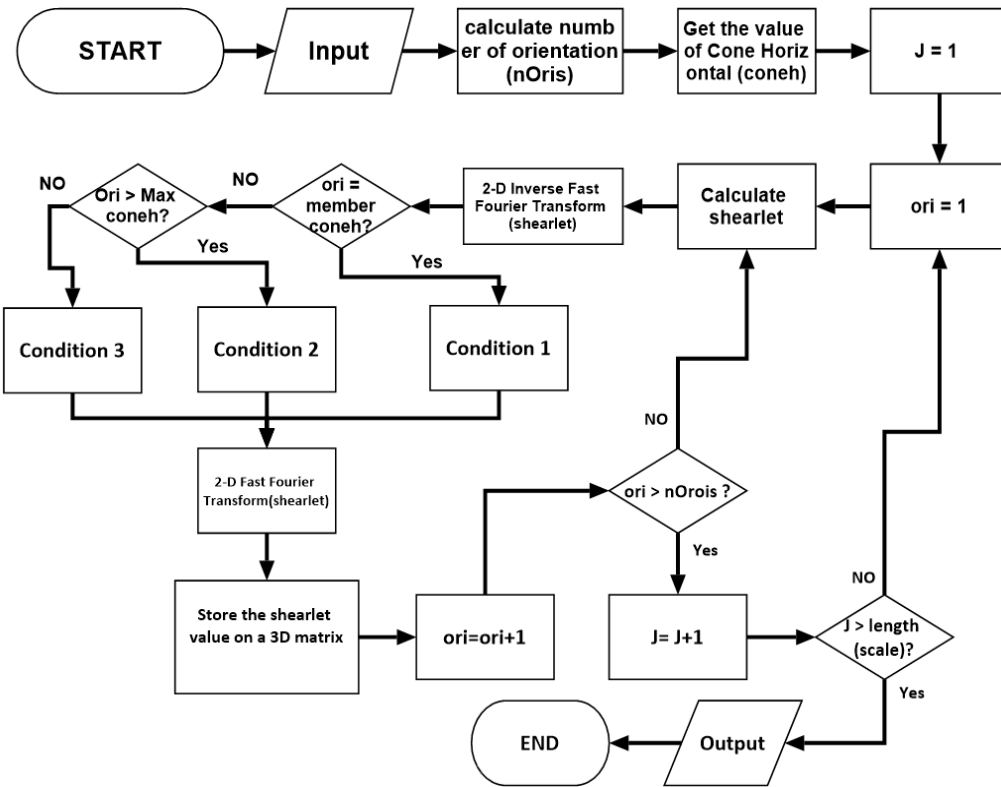 START
Input
calculate numb
er of orientation
(nOris)
Get the value
of Cone Horiz
ontal (coneh)
J = 1
ori = 1
Calculate
shearlet
2-D Inverse Fast
Fourier Transform
(shearlet)
ori =
member
coneh?
NO
Yes
Ori > Max
coneh?
NO
Yes
Condition 3
Condition 2
Condition 1
2-D Fast Fourier
Transform(shearlet)
Store the shearlet
value on a 3D matrix
ori=ori+1
ori > nOrois ?
NO
Yes
J= J+1
J > length
(scale)?
NO
Yes
Output
END